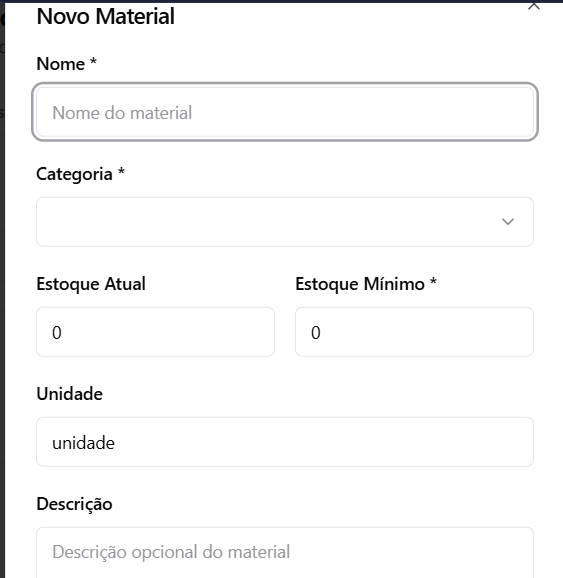 Novo Material
Nome *
Nome do material
Categoria *
Estoque Atual
Estoque Mínimo *
0
0
Unidade
unidade
Descrição
Descrição opcional do material